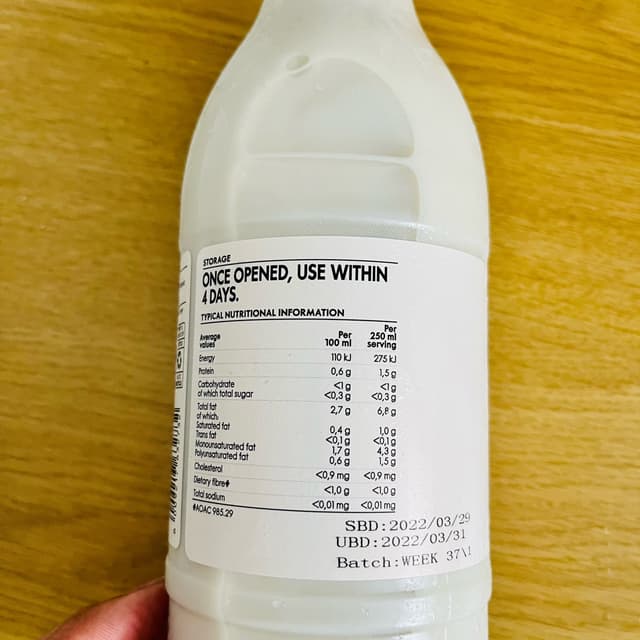 STORAGE
ONCE OPENED, USE WITHIN
4 DAYS.
TYPICAL NUTRITIONAL INFORMATION
Average values Per 100 ml Per 250 ml serving
Energy 110 kJ 275 kJ
Protein 0,6 g 1,5 g
Carbohydrate <1 g <1 g
of which total sugar <0,3 g <0,3 g
Total fat 2,7 g 6,8 g
of which,
Saturated fat 0,4 g 1,0 g
Trans fat <0,1 g <0,1 g
Monounsaturated fat 1,7 g 4,3 g
Polyunsaturated fat 0,6 g 1,5 g
Cholesterol <0,9 mg <0,9 mg
Dietary fibre# <1,0 g <1,0 g
Total sodium <0,01 mg <0,01 mg
#AOAC 985.29
SBD:2022/03/29
UBD:2022/03/31
Batch:WEEK 37\